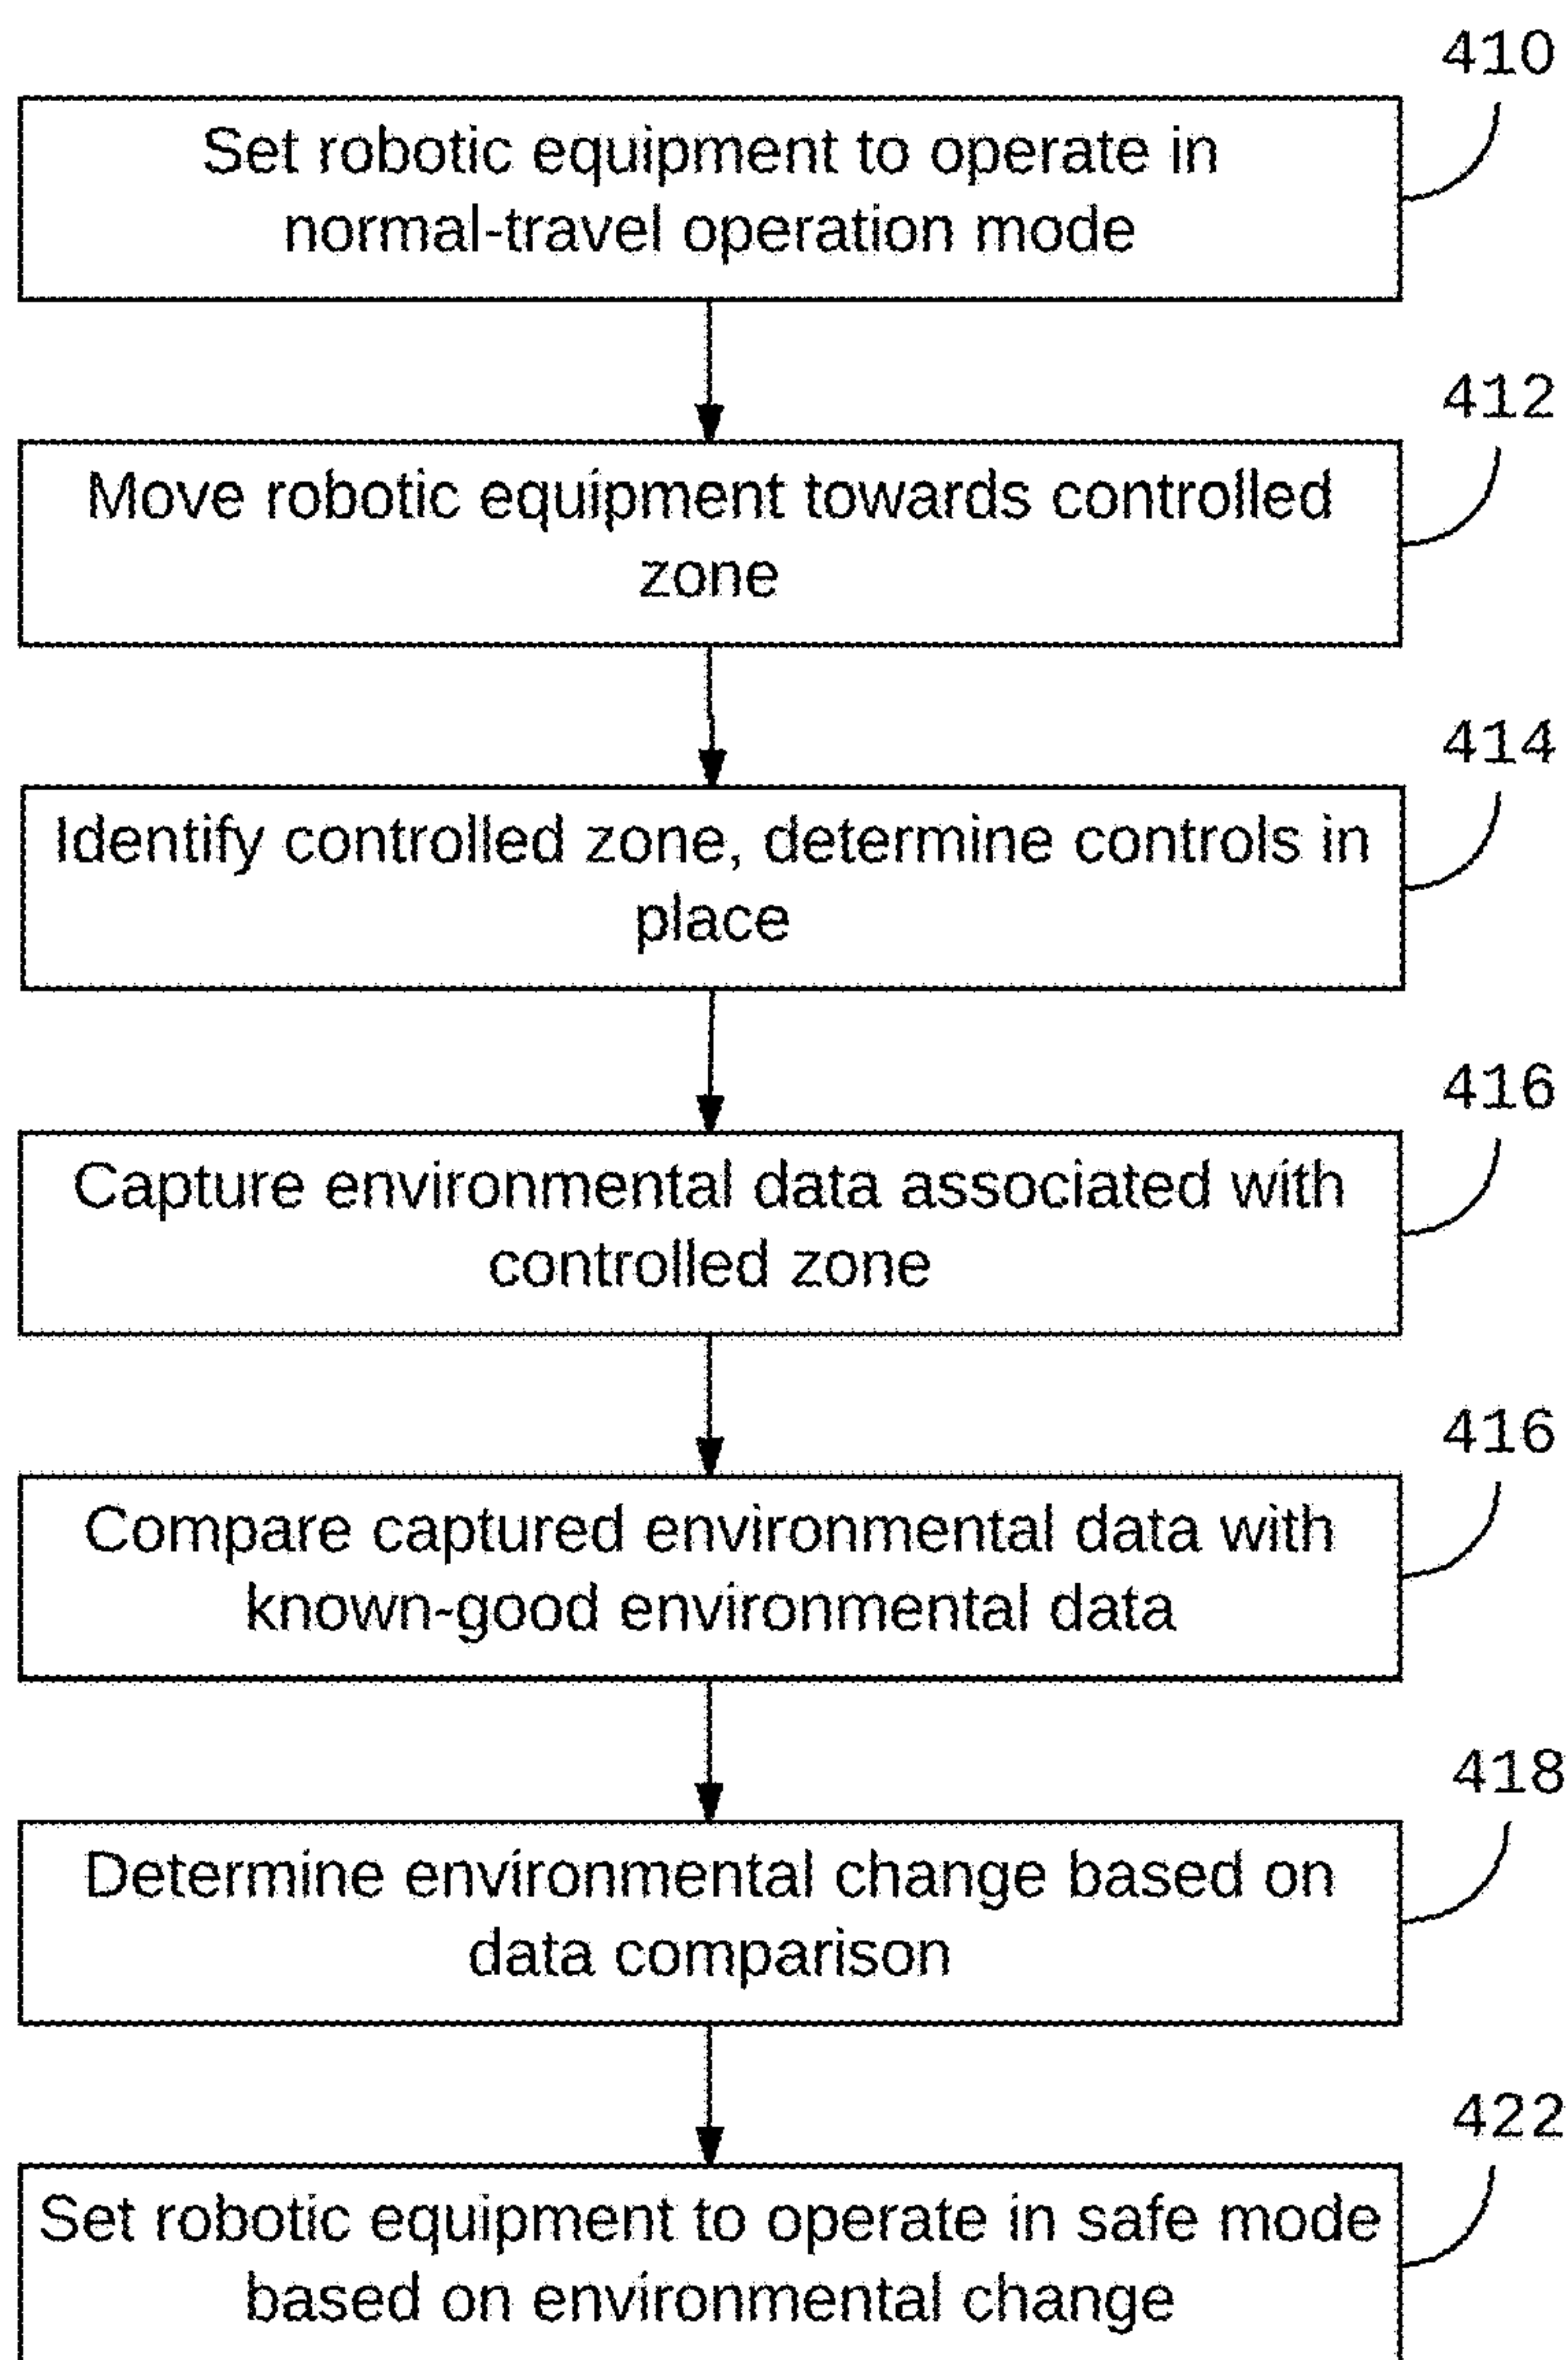 410
Set robotic equipment to operate in
normal-travel operation mode
412
Move robotic equipment towards controlled
zone
414
Identify controlled zone, determine controls in
place
416
Capture environmental data associated with
controlled zone
416
Compare captured environmental data with
known-good environmental data
418
Determine environmental change based on
data comparison
422
Set robotic equipment to operate in safe mode
based on environmental change